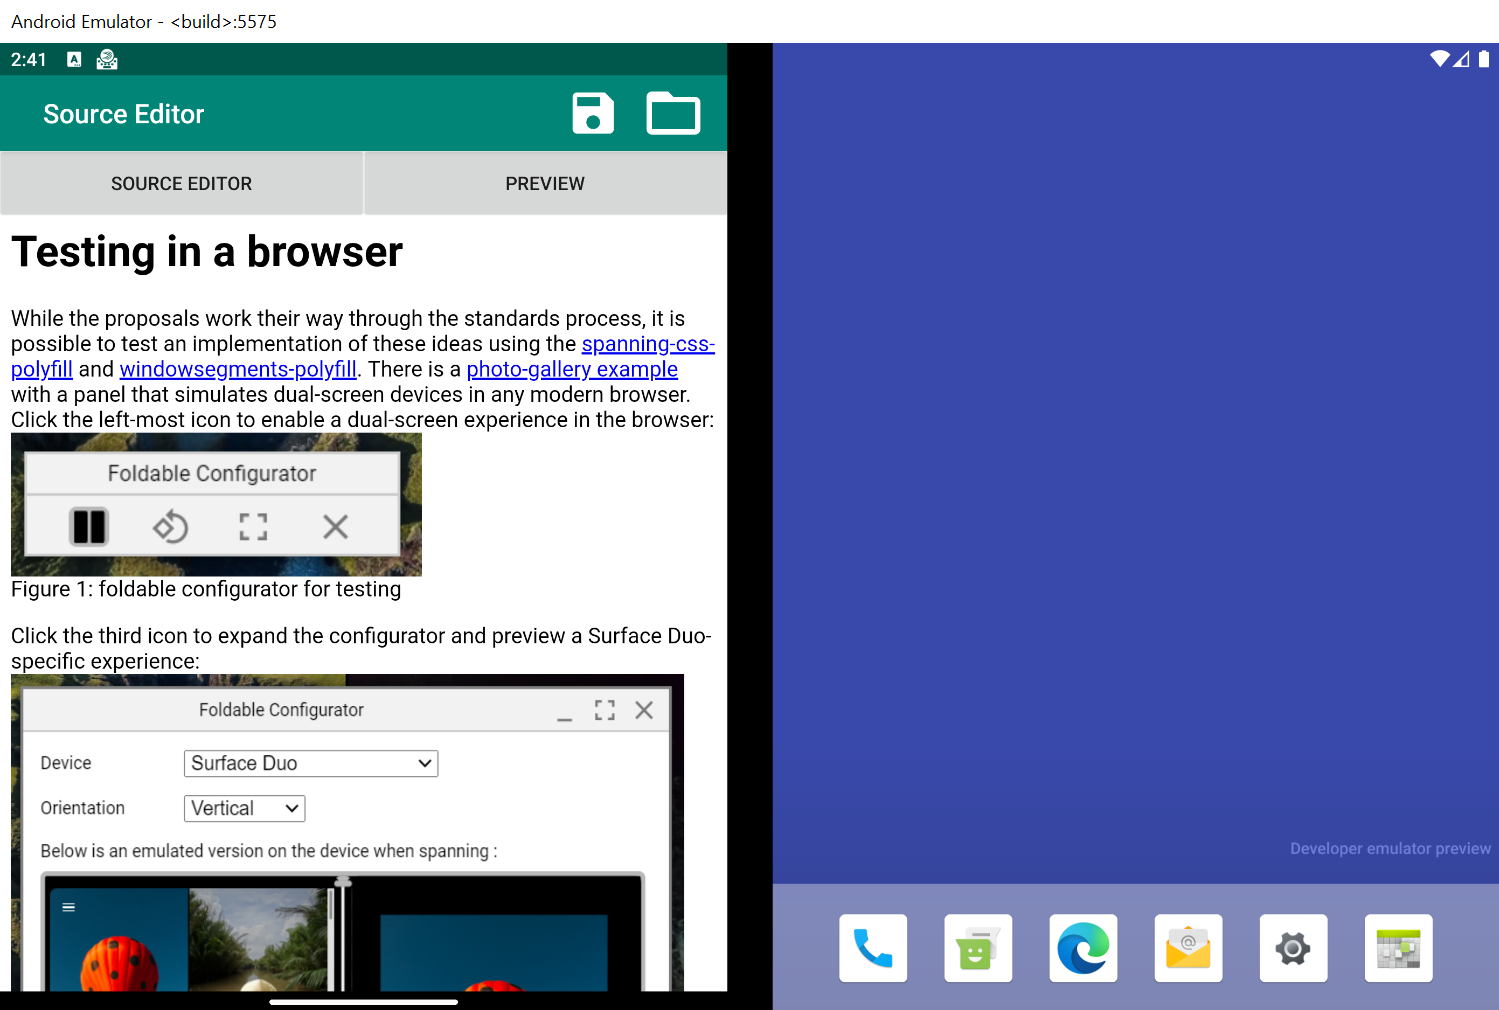 Android Emulator - <build>:5575
2:41
A
Source Editor
SOURCE EDITOR
PREVIEW
Testing in a browser
While the proposals work their way through the standards process, it is
possible to test an implementation of these ideas using the spanning-css-
polyfill and windowsegments-polyfill. There is a photo-gallery example
with a panel that simulates dual-screen devices in any modern browser.
Click the left-most icon to enable a dual-screen experience in the browser:
Foldable Configurator
Figure 1: foldable configurator for testing
Click the third icon to expand the configurator and preview a Surface Duo-
specific experience:
Foldable Configurator
Device
Surface Duo
Orientation
Vertical
Below is an emulated version on the device when spanning :
Developer emulator preview
@